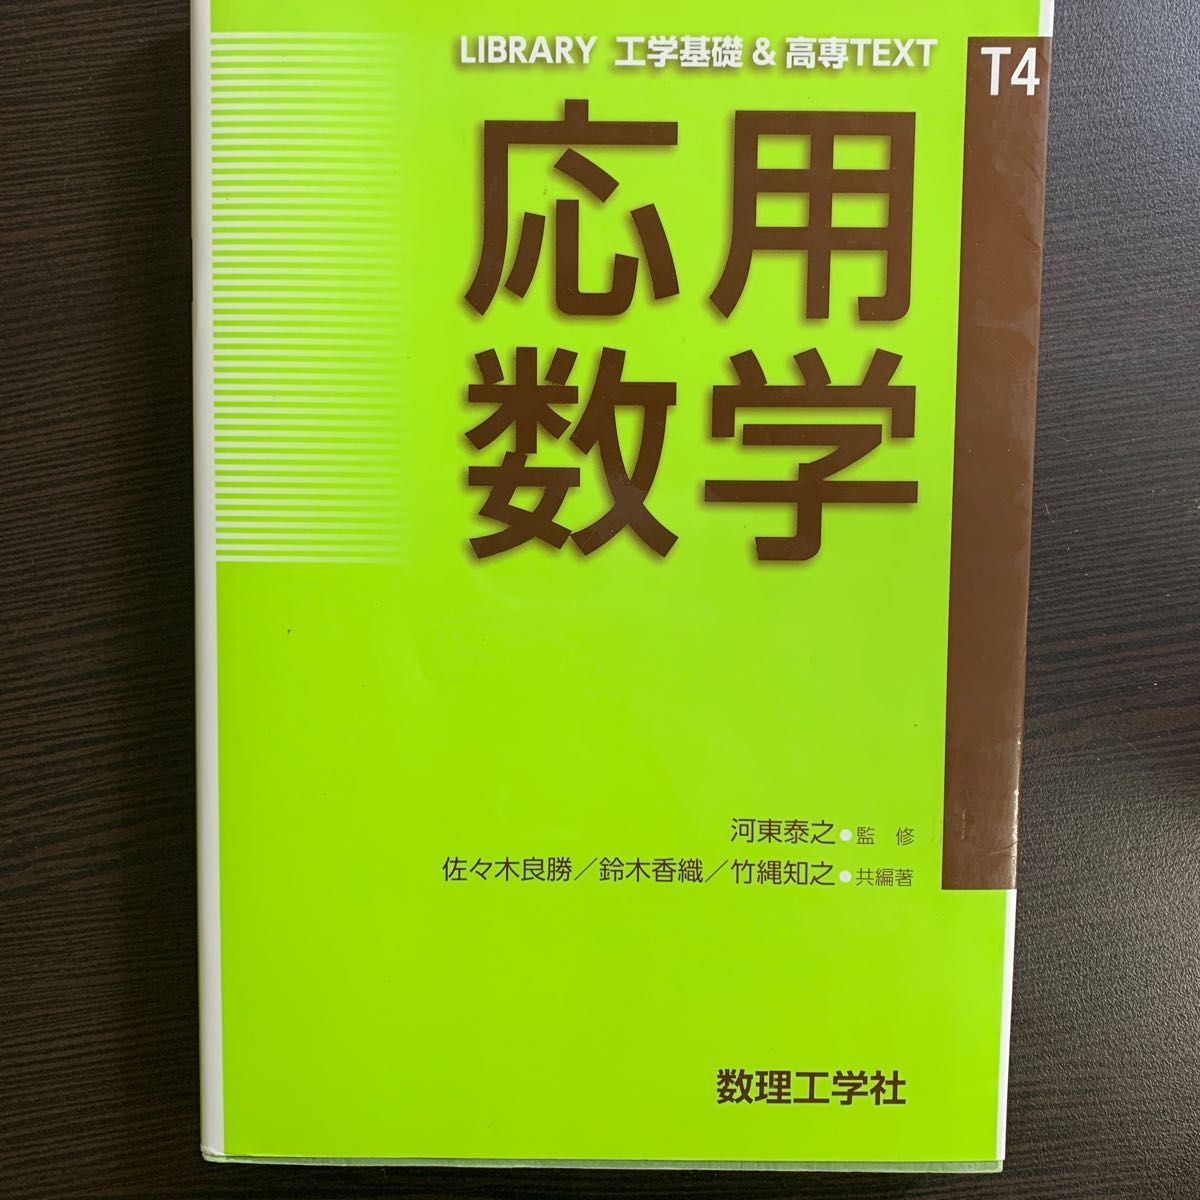 LIBRARY 工学基礎 & 高専TEXT
T4
応用
数学
河東泰之●監 修
佐々木良勝／鈴木香織／竹縄知之●共編著
数理工学社